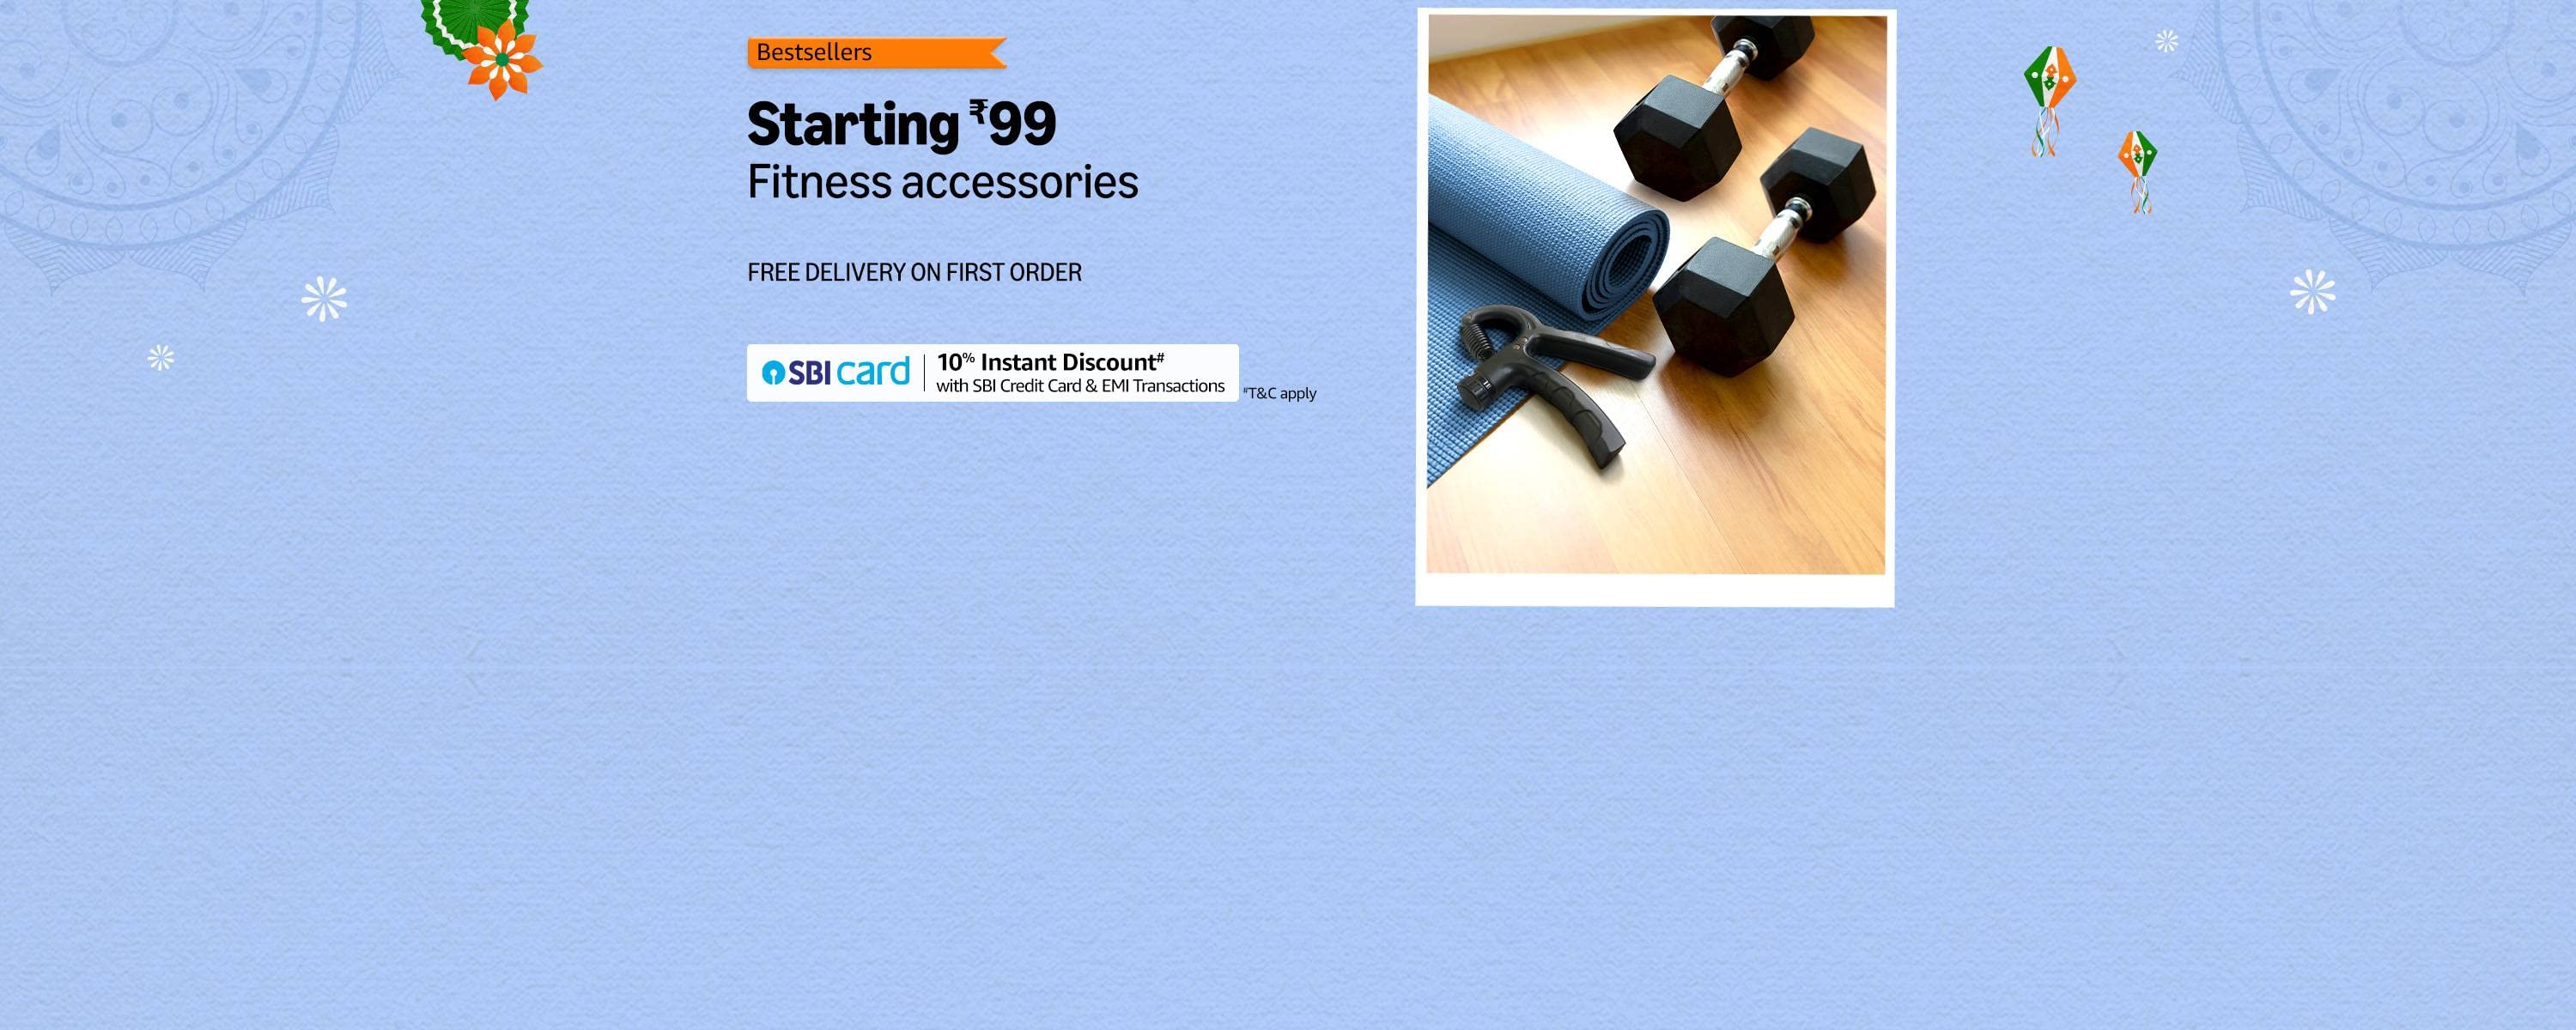 Bestsellers
Starting ₹99
Fitness accessories
FREE DELIVERY ON FIRST ORDER
SBI card
10% Instant Discount#
with SBI Credit Card & EMI Transactions
#T&C apply